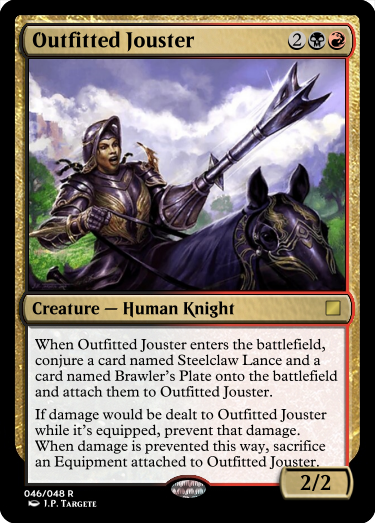 Outfitted Jouster 2
Creature — Human Knight
When Outfitted Jouster enters the battlefield,
conjure a card named Steelclaw Lance and a
card named Brawler's Plate onto the battlefield
and attach them to Outfitted Jouster.
If damage would be dealt to Outfitted Jouster
while it's equipped, prevent that damage.
When damage is prevented this way, sacrifice
an Equipment attached to Outfitted Jouster.
2/2
046/048 R
I.P. Targete